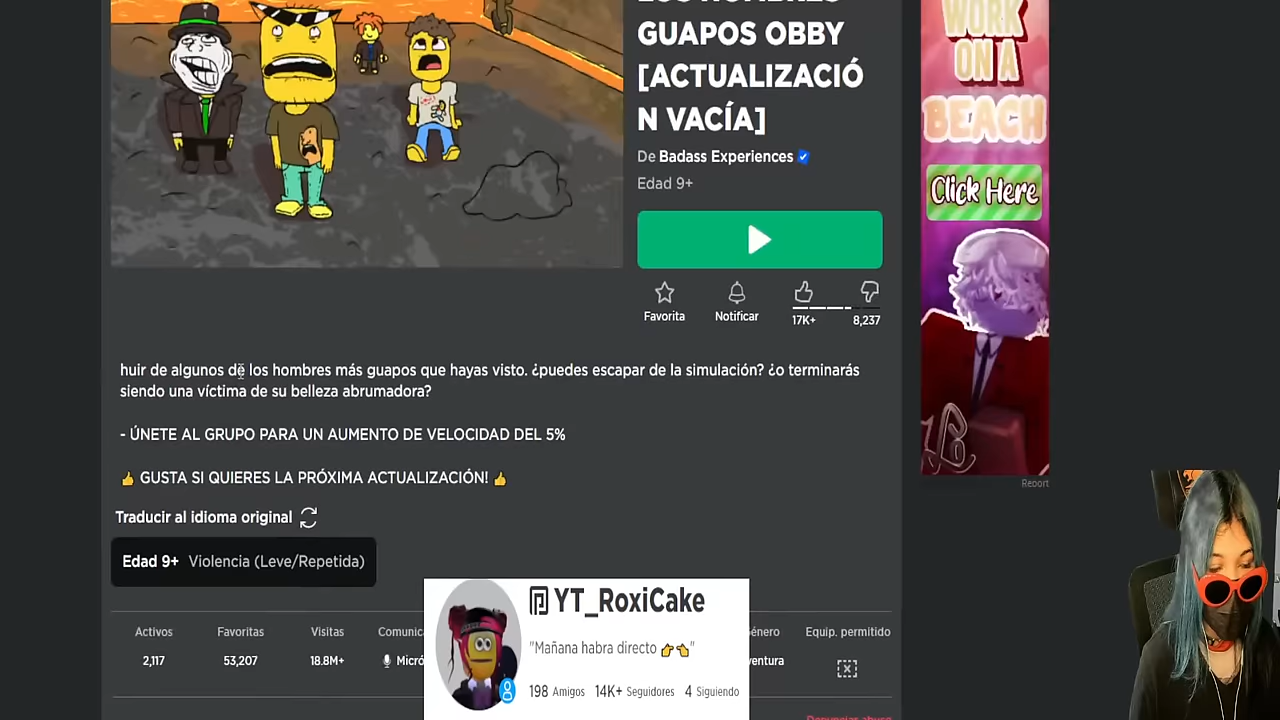 GUAPOS OBBY
[ACTUALIZACIÓ
N VACÍA]
De Badass Experiences
Edad 9+
Favorita
Notificar
17K+
8,237
huir de algunos de los hombres más guapos que hayas visto. ¿puedes escapar de la simulación? ¿o terminarás
siendo una víctima de su belleza abrumadora?
- ÚNETE AL GRUPO PARA UN AUMENTO DE VELOCIDAD DEL 5%
👍 GUSTA SI QUIERES LA PRÓXIMA ACTUALIZACIÓN! 👍
Traducir al idioma original
Edad 9+ Violencia (Leve/Repetida)
Activos
Favoritas
Visitas
Equip. permitido
2,117
53,207
18.8M+
YT_RoxiCake
"Mañana habra directo 👉👈"
198 Amigos 14K+ Seguidores 4 Siguiendo
WORK
ON A
BEACH
Click Here
Report